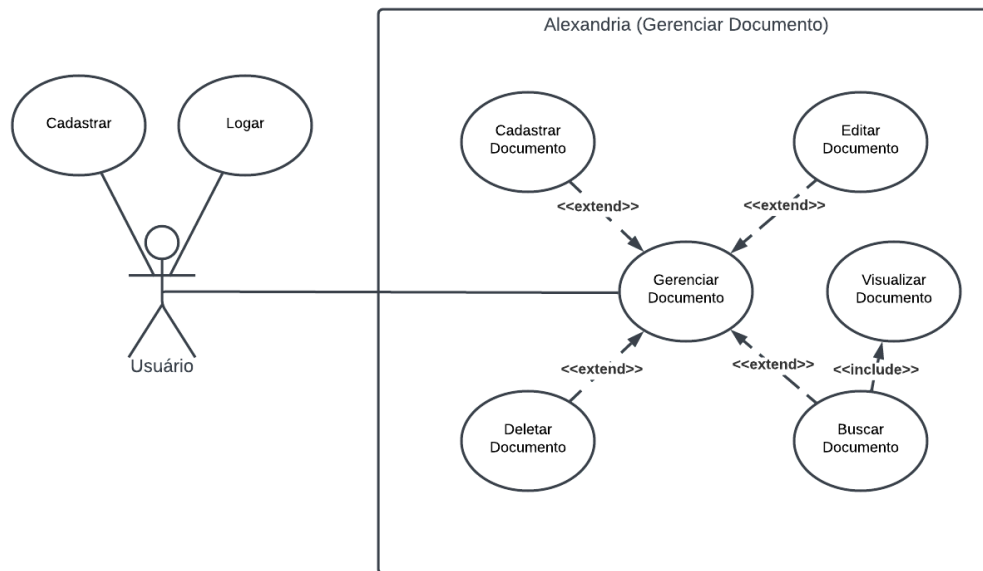 Alexandria (Gerenciar Documento)
Cadastrar
Logar
Cadastrar
Documento
Editar
Documento
<<extend>>
<<extend>>
Gerenciar
Documento
Visualizar
Documento
Usuário
<<extend>>
<<extend>>
<<include>>
Deletar
Documento
Buscar
Documento